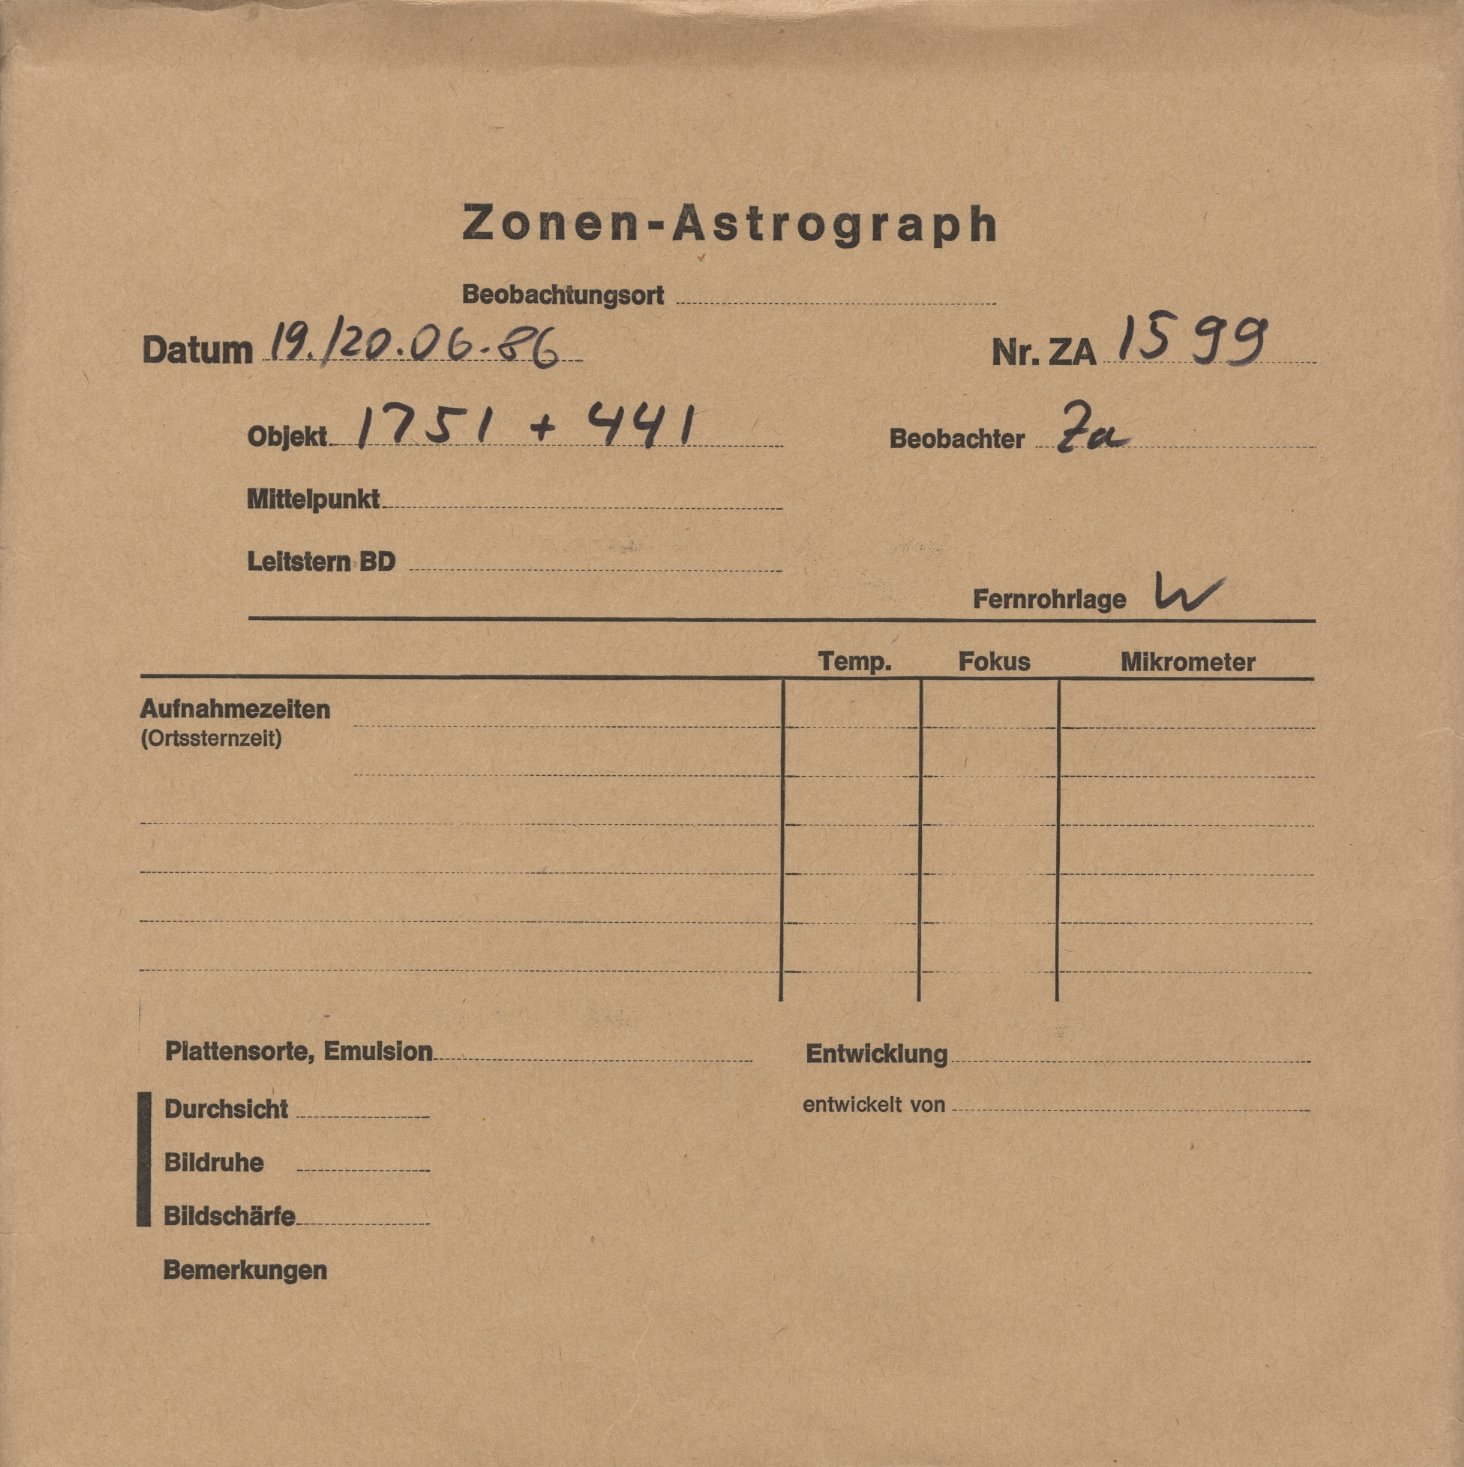 Zonen-Astrograph
Beobachtungsort
Datum 19./20.06.86 Nr. ZA 1599
Objekt 1751 + 441 Beobachter Za
Mittelpunkt
Leitstern BD
Fernrohrlage W
Temp. Fokus Mikrometer
Aufnahmezeiten
(Ortssternzeit)
Plattensorte, Emulsion Entwicklung
Durchsicht entwickelt von
Bildruhe
Bildschärfe
Bemerkungen